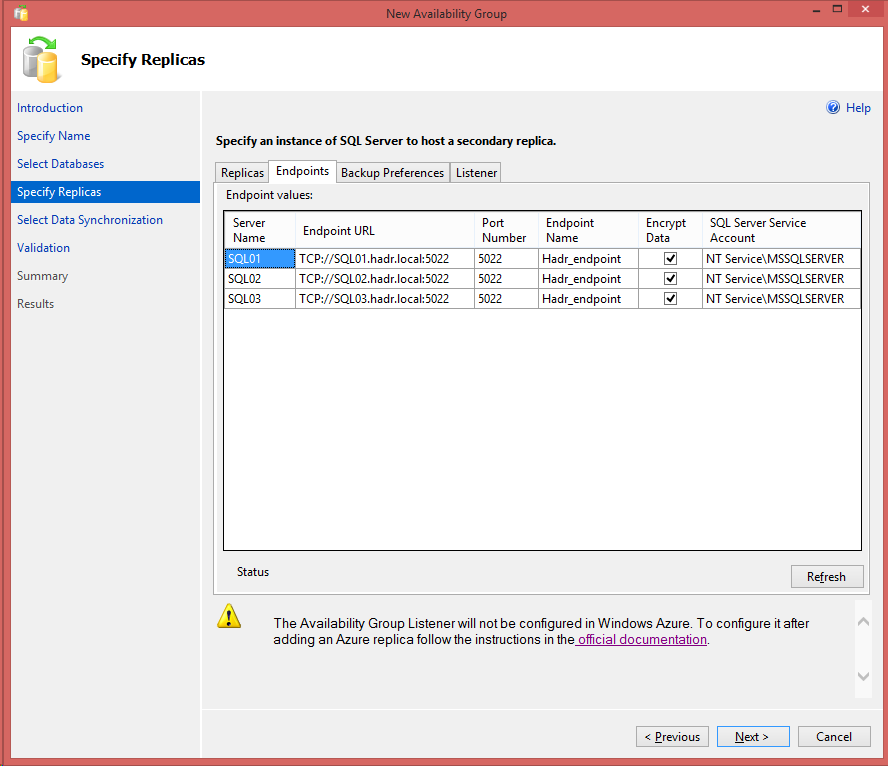 New Availability Group
Specify Replicas
Introduction
Specify Name
Select Databases
Specify Replicas
Select Data Synchronization
Validation
Summary
Results
Help
Specify an instance of SQL Server to host a secondary replica.
Replicas Endpoints Backup Preferences Listener
Endpoint values:
Server Name Endpoint URL Port Number Endpoint Name Encrypt Data SQL Server Service Account
SQL01 TCP://SQL01.hadr.local:5022 5022 Hadr_endpoint NT Service\MSSQLSERVER
SQL02 TCP://SQL02.hadr.local:5022 5022 Hadr_endpoint NT Service\MSSQLSERVER
SQL03 TCP://SQL03.hadr.local:5022 5022 Hadr_endpoint NT Service\MSSQLSERVER
Status
Refresh
The Availability Group Listener will not be configured in Windows Azure. To configure it after
adding an Azure replica follow the instructions in the official documentation.
< Previous Next > Cancel